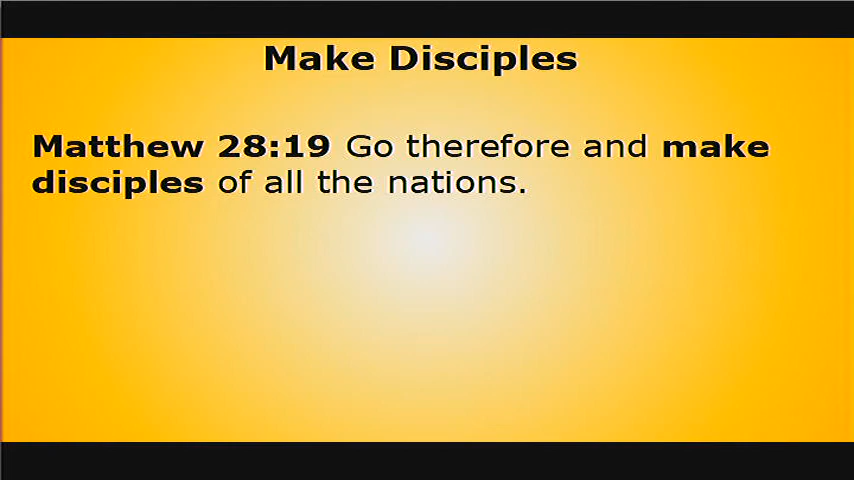 Make Disciples
Matthew 28:19 Go therefore and make
disciples of all the nations.